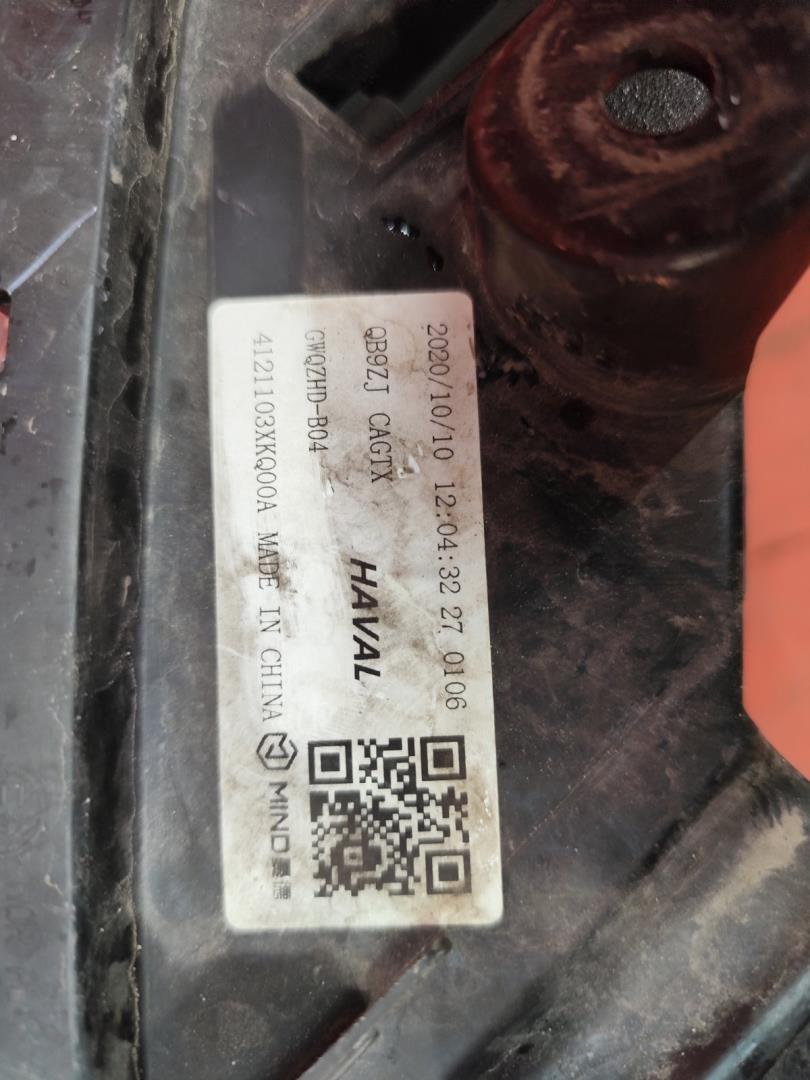 2020/10/10 12:04:32 27 0106
QB9ZJ CAGTX
HAVAL
GWQZHD-B04
4121103XKQ00A MADE IN CHINA
MIND